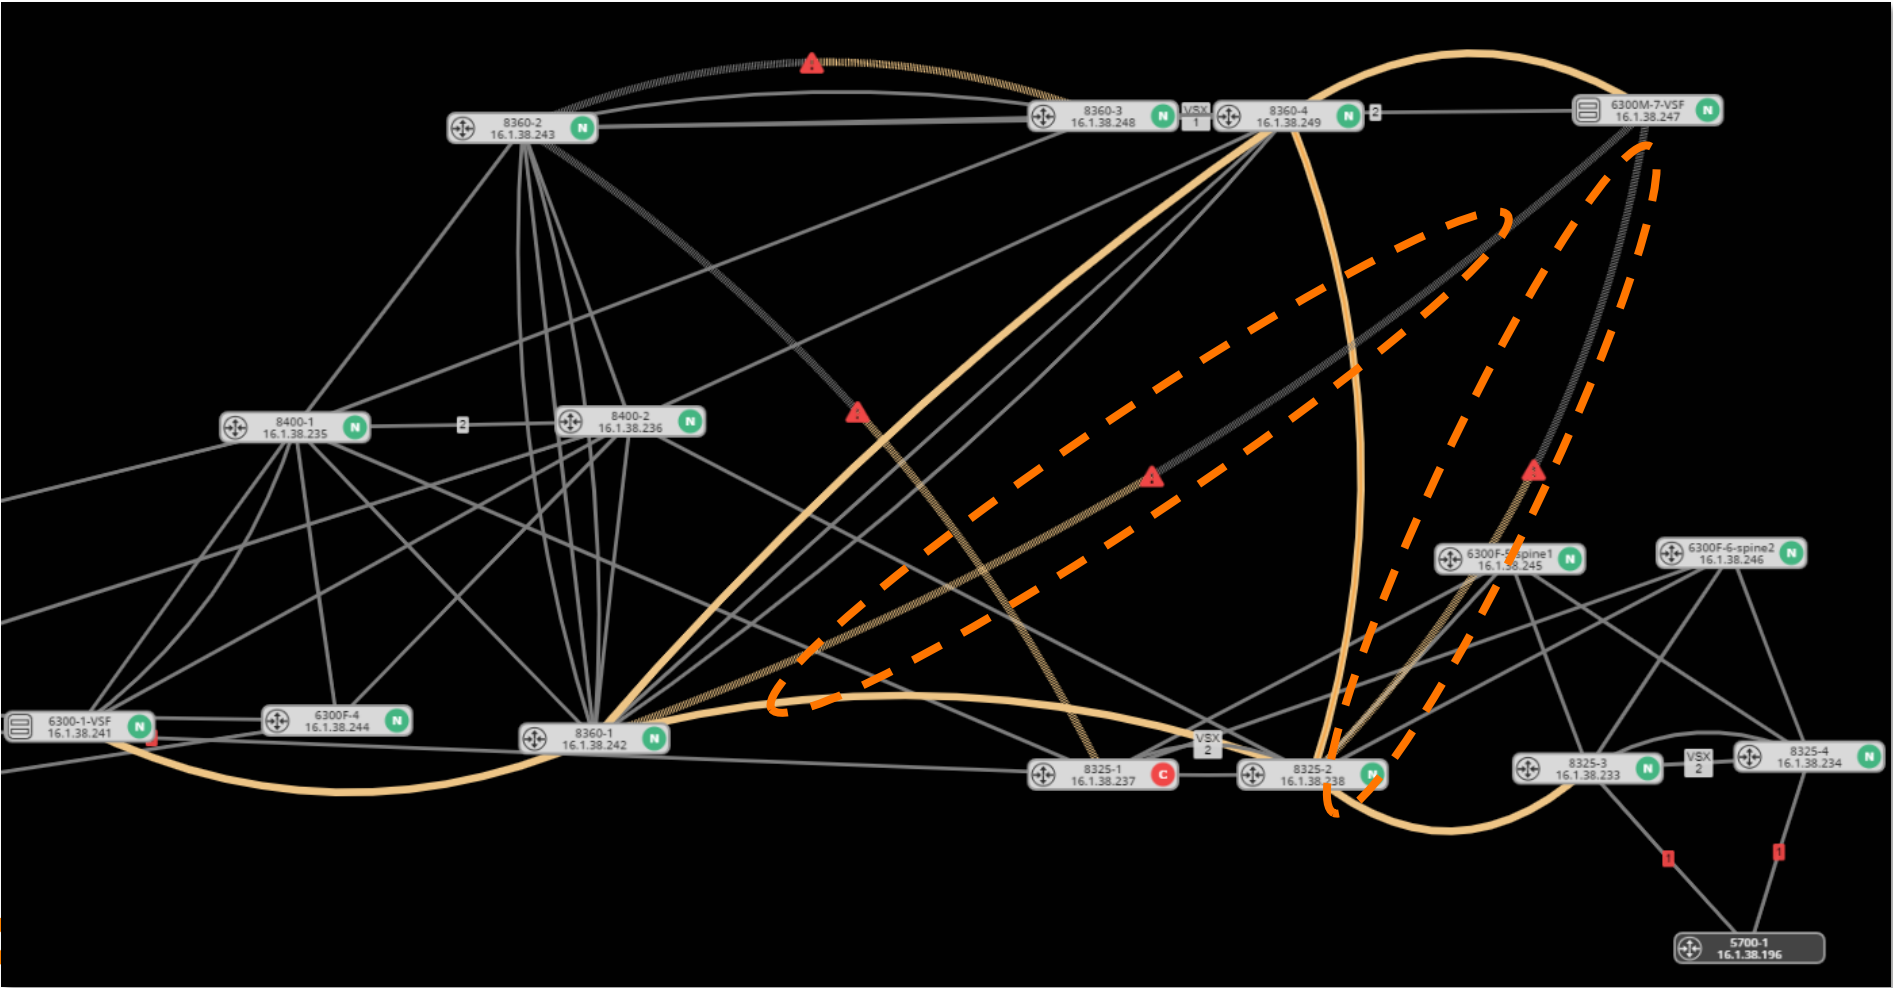 8360-2
16.1.38.243
N
8360-3
16.1.38.248
N
VSX
1
8360-4
16.1.38.249
N
2
6300M-7-VSF
16.1.38.247
N
8400-1
16.1.38.235
N
2
8400-2
16.1.38.236
N
6300F-5-spine1
16.1.38.245
N
6300F-6-spine2
16.1.38.246
N
6300-1-VSF
16.1.38.241
N
6300F-4
16.1.38.244
N
8360-1
16.1.38.242
N
VSX
2
8325-1
16.1.38.237
C
8325-2
16.1.38.238
N
8325-3
16.1.38.233
N
VSX
2
8325-4
16.1.38.234
N
1
1
5700-1
16.1.38.196